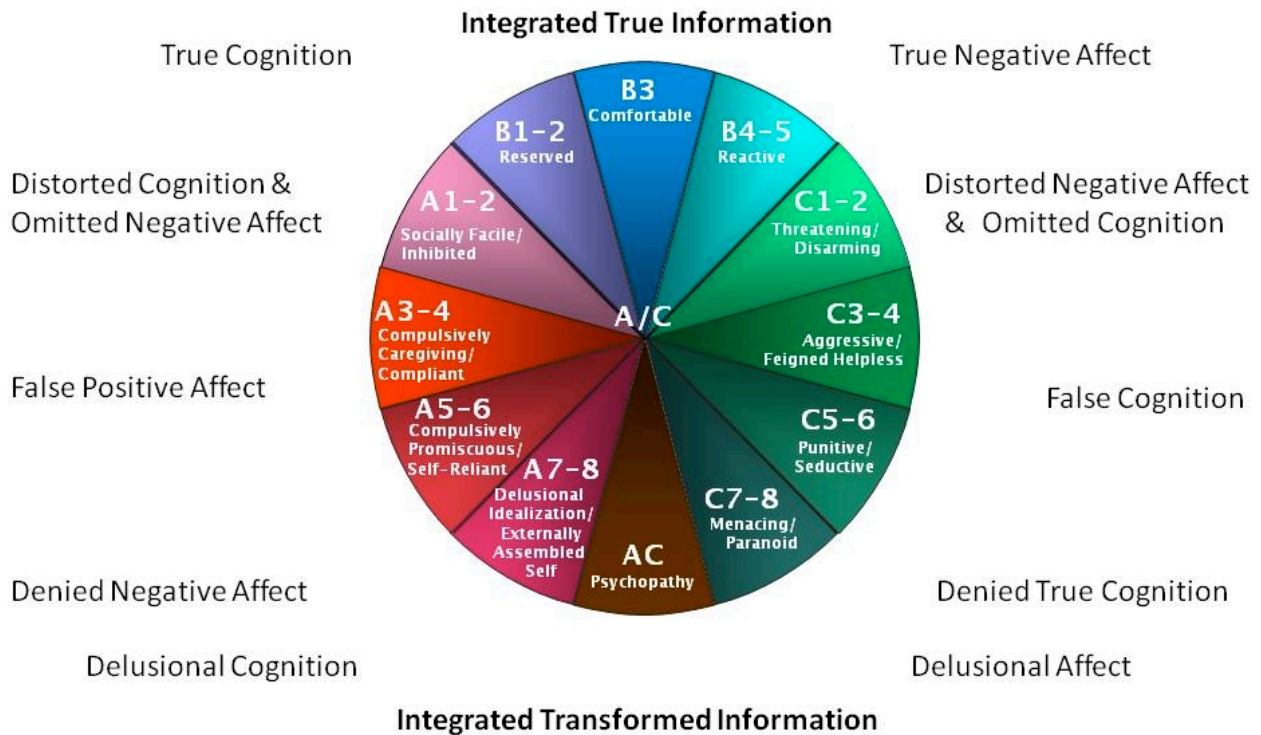 Integrated True Information
True Cognition
True Negative Affect
B3
Comfortable
B1-2
Reserved
B4-5
Reactive
Distorted Cognition &
Omitted Negative Affect
Distorted Negative Affect
& Omitted Cognition
A1-2
Socially Facile/
Inhibited
C1-2
Threatening/
Disarming
A/C
A3-4
Compulsively
Caregiving/
Compliant
C3-4
Aggressive/
Feigned Helpless
False Positive Affect
False Cognition
A5-6
Compulsively
Promiscuous/
Self-Reliant
C5-6
Punitive/
Seductive
A7-8
Delusional
Idealization/
Externally
Assembled
Self
C7-8
Menacing/
Paranoid
AC
Psychopathy
Denied Negative Affect
Denied True Cognition
Delusional Cognition
Delusional Affect
Integrated Transformed Information